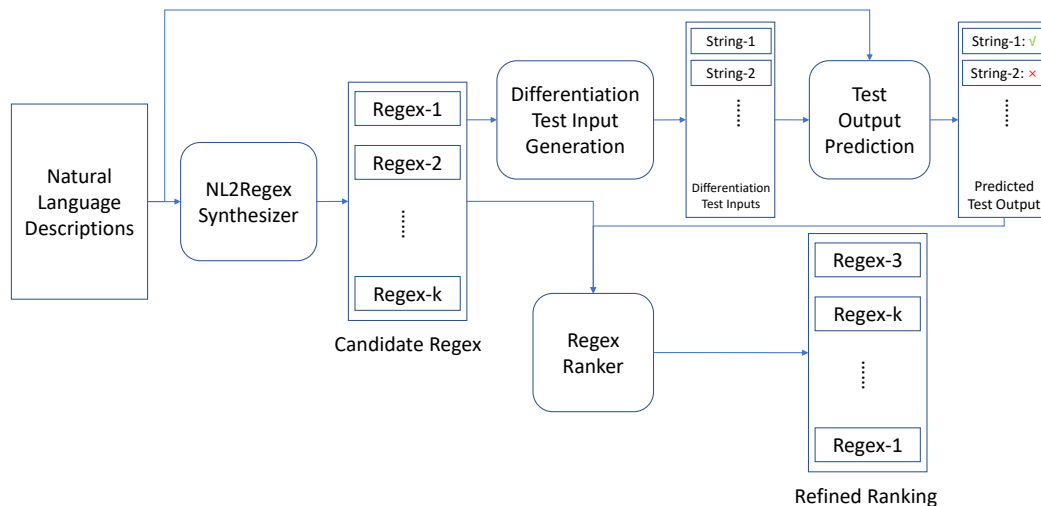 Natural
Language
Descriptions
NL2Regex
Synthesizer
Regex-1
Regex-2
......
Regex-k
Candidate Regex
Differentiation
Test Input
Generation
String-1
String-2
......
Differentiation
Test Inputs
Test
Output
Prediction
String-1: √
String-2: ×
......
Predicted
Test Output
Regex
Ranker
Regex-3
Regex-k
......
Regex-1
Refined Ranking